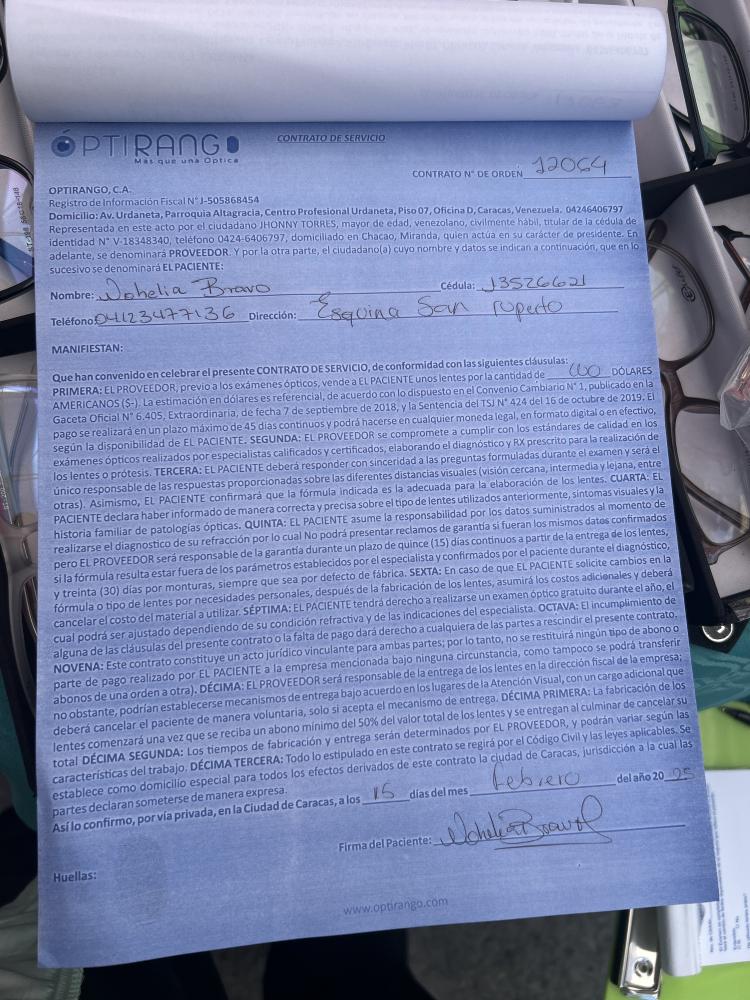 ÓPTIRANGO
Más que una Óptica
CONTRATO DE SERVICIO
CONTRATO N° DE ORDEN 12064
OPTIRANGO, C.A.
Registro de Información Fiscal N° J-505868454
Domicilio: Av. Urdaneta, Parroquia Altagracia, Centro Profesional Urdaneta, Piso 07, Oficina D, Caracas, Venezuela. 04246406797
Representada en este acto por el ciudadano JHONNY TORRES, mayor de edad, venezolano, civilmente hábil, titular de la cédula de
identidad N° V-18348340, teléfono 0424-6406797, domiciliado en Chacao, Miranda, quien actúa en su carácter de presidente. En
adelante, se denominará PROVEEDOR. Y por la otra parte, el ciudadano(a) cuyo nombre y datos se indican a continuación, que en lo
sucesivo se denominará EL PACIENTE:
Nombre: Nohelia Bravo Cédula: 13526621
Teléfono: 04123477136 Dirección: Esquina San ruperto
MANIFIESTAN:
Que han convenido en celebrar el presente CONTRATO DE SERVICIO, de conformidad con las siguientes cláusulas:
PRIMERA: EL PROVEEDOR, previo a los exámenes ópticos, vende a EL PACIENTE unos lentes por la cantidad de DÓLARES
AMERICANOS ($-). La estimación en dólares es referencial, de acuerdo con lo dispuesto en el Convenio Cambiario N° 1, publicado en la
Gaceta Oficial N° 6.405, Extraordinaria, de fecha 7 de septiembre de 2018, y la Sentencia del TSJ N° 424 del 16 de octubre de 2019. El
pago se realizará en un plazo máximo de 45 días continuos y podrá hacerse en cualquier moneda legal, en formato digital o en efectivo,
según la disponibilidad de EL PACIENTE. SEGUNDA: EL PROVEEDOR se compromete a cumplir con los estándares de calidad en los
exámenes ópticos realizados por especialistas calificados y certificados, elaborando el diagnóstico y RX prescrito para la realización de
los lentes o prótesis. TERCERA: EL PACIENTE deberá responder con sinceridad a las preguntas formuladas durante el examen y será el
único responsable de las respuestas proporcionadas sobre las diferentes distancias visuales (visión cercana, intermedia y lejana, entre
otras). Asimismo, EL PACIENTE confirmará que la fórmula indicada es la adecuada para la elaboración de los lentes. CUARTA: EL
PACIENTE declara haber informado de manera correcta y precisa sobre el tipo de lentes utilizados anteriormente, síntomas visuales y la
historia familiar de patologías ópticas. QUINTA: EL PACIENTE asume la responsabilidad por los datos suministrados al momento de
realizarse el diagnostico de su refracción por lo cual No podrá presentar reclamos de garantía si fueran los mismos datos confirmados
pero EL PROVEEDOR será responsable de la garantía durante un plazo de quince (15) días continuos a partir de la entrega de los lentes,
si la fórmula resulta estar fuera de los parámetros establecidos por el especialista y confirmados por el paciente durante el diagnóstico,
y treinta (30) días por monturas, siempre que sea por defecto de fábrica. SEXTA: En caso de que EL PACIENTE solicite cambios en la
fórmula o tipo de lentes por necesidades personales, después de la fabricación de los lentes, asumirá los costos adicionales y deberá
cancelar el costo del material a utilizar. SÉPTIMA: EL PACIENTE tendrá derecho a realizarse un examen óptico gratuito durante el año, el
cual podrá ser ajustado dependiendo de su condición refractiva y de las indicaciones del especialista. OCTAVA: El incumplimiento de
alguna de las cláusulas del presente contrato o la falta de pago dará derecho a cualquiera de las partes a rescindir el presente contrato.
NOVENA: Este contrato constituye un acto jurídico vinculante para ambas partes; por lo tanto, no se restituirá ningún tipo de abono o
parte de pago realizado por EL PACIENTE a la empresa mencionada bajo ninguna circunstancia, como tampoco se podrá transferir
abonos de una orden a otra). DÉCIMA: EL PROVEEDOR será responsable de la entrega de los lentes en la dirección fiscal de la empresa;
no obstante, podrían establecerse mecanismos de entrega bajo acuerdo en los lugares de la Atención Visual, con un cargo adicional que
deberá cancelar el paciente de manera voluntaria, solo si acepta el mecanismo de entrega. DÉCIMA PRIMERA: La fabricación de los
lentes comenzará una vez que se reciba un abono mínimo del 50% del valor total de los lentes y se entregan al culminar de cancelar su
total DÉCIMA SEGUNDA: Los tiempos de fabricación y entrega serán determinados por EL PROVEEDOR, y podrán variar según las
características del trabajo. DÉCIMA TERCERA: Todo lo estipulado en este contrato se regirá por el Código Civil y las leyes aplicables. Se
establece como domicilio especial para todos los efectos derivados de este contrato la ciudad de Caracas, jurisdicción a la cual las
partes declaran someterse de manera expresa.
Así lo confirmo, por vía privada, en la Ciudad de Caracas, a los 15 días del mes febrero del año 20 25
Firma del Paciente: Nohelia Bravo
Huellas:
www.optirango.com